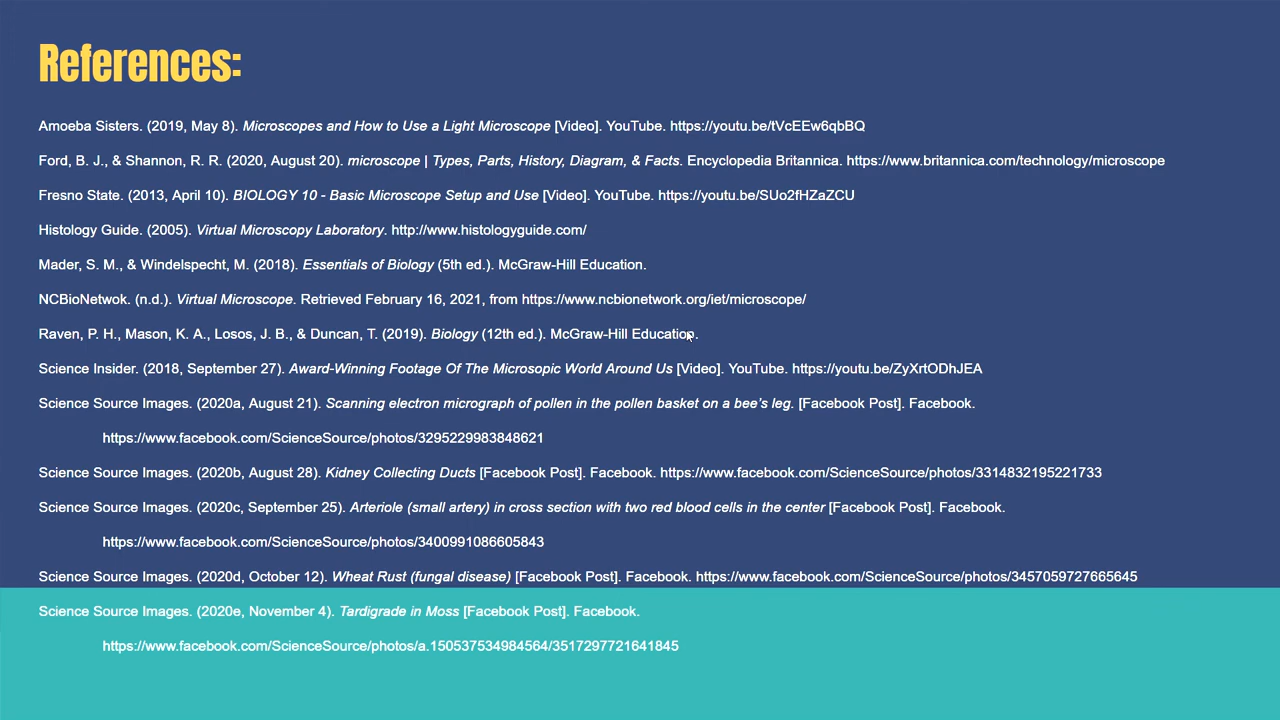 References:
Amoeba Sisters. (2019, May 8). Microscopes and How to Use a Light Microscope [Video]. YouTube. https://youtu.be/tVcEEw6qbBQ
Ford, B. J., & Shannon, R. R. (2020, August 20). microscope | Types, Parts, History, Diagram, & Facts. Encyclopedia Britannica. https://www.britannica.com/technology/microscope
Fresno State. (2013, April 10). BIOLOGY 10 - Basic Microscope Setup and Use [Video]. YouTube. https://youtu.be/SUo2fHZaZCU
Histology Guide. (2005). Virtual Microscopy Laboratory. http://www.histologyguide.com/
Mader, S. M., & Windelspecht, M. (2018). Essentials of Biology (5th ed.). McGraw-Hill Education.
NCBioNetwok. (n.d.). Virtual Microscope. Retrieved February 16, 2021, from https://www.ncbionetwork.org/iet/microscope/
Raven, P. H., Mason, K. A., Losos, J. B., & Duncan, T. (2019). Biology (12th ed.). McGraw-Hill Education.
Science Insider. (2018, September 27). Award-Winning Footage Of The Microsopic World Around Us [Video]. YouTube. https://youtu.be/ZyXrtODhJEA
Science Source Images. (2020a, August 21). Scanning electron micrograph of pollen in the pollen basket on a bee's leg. [Facebook Post]. Facebook.
https://www.facebook.com/ScienceSource/photos/3295229983848621
Science Source Images. (2020b, August 28). Kidney Collecting Ducts [Facebook Post]. Facebook. https://www.facebook.com/ScienceSource/photos/3314832195221733
Science Source Images. (2020c, September 25). Arteriole (small artery) in cross section with two red blood cells in the center [Facebook Post]. Facebook.
https://www.facebook.com/ScienceSource/photos/3400991086605843
Science Source Images. (2020d, October 12). Wheat Rust (fungal disease) [Facebook Post]. Facebook. https://www.facebook.com/ScienceSource/photos/3457059727665645
Science Source Images. (2020e, November 4). Tardigrade in Moss [Facebook Post]. Facebook.
https://www.facebook.com/ScienceSource/photos/a.150537534984564/3517297721641845